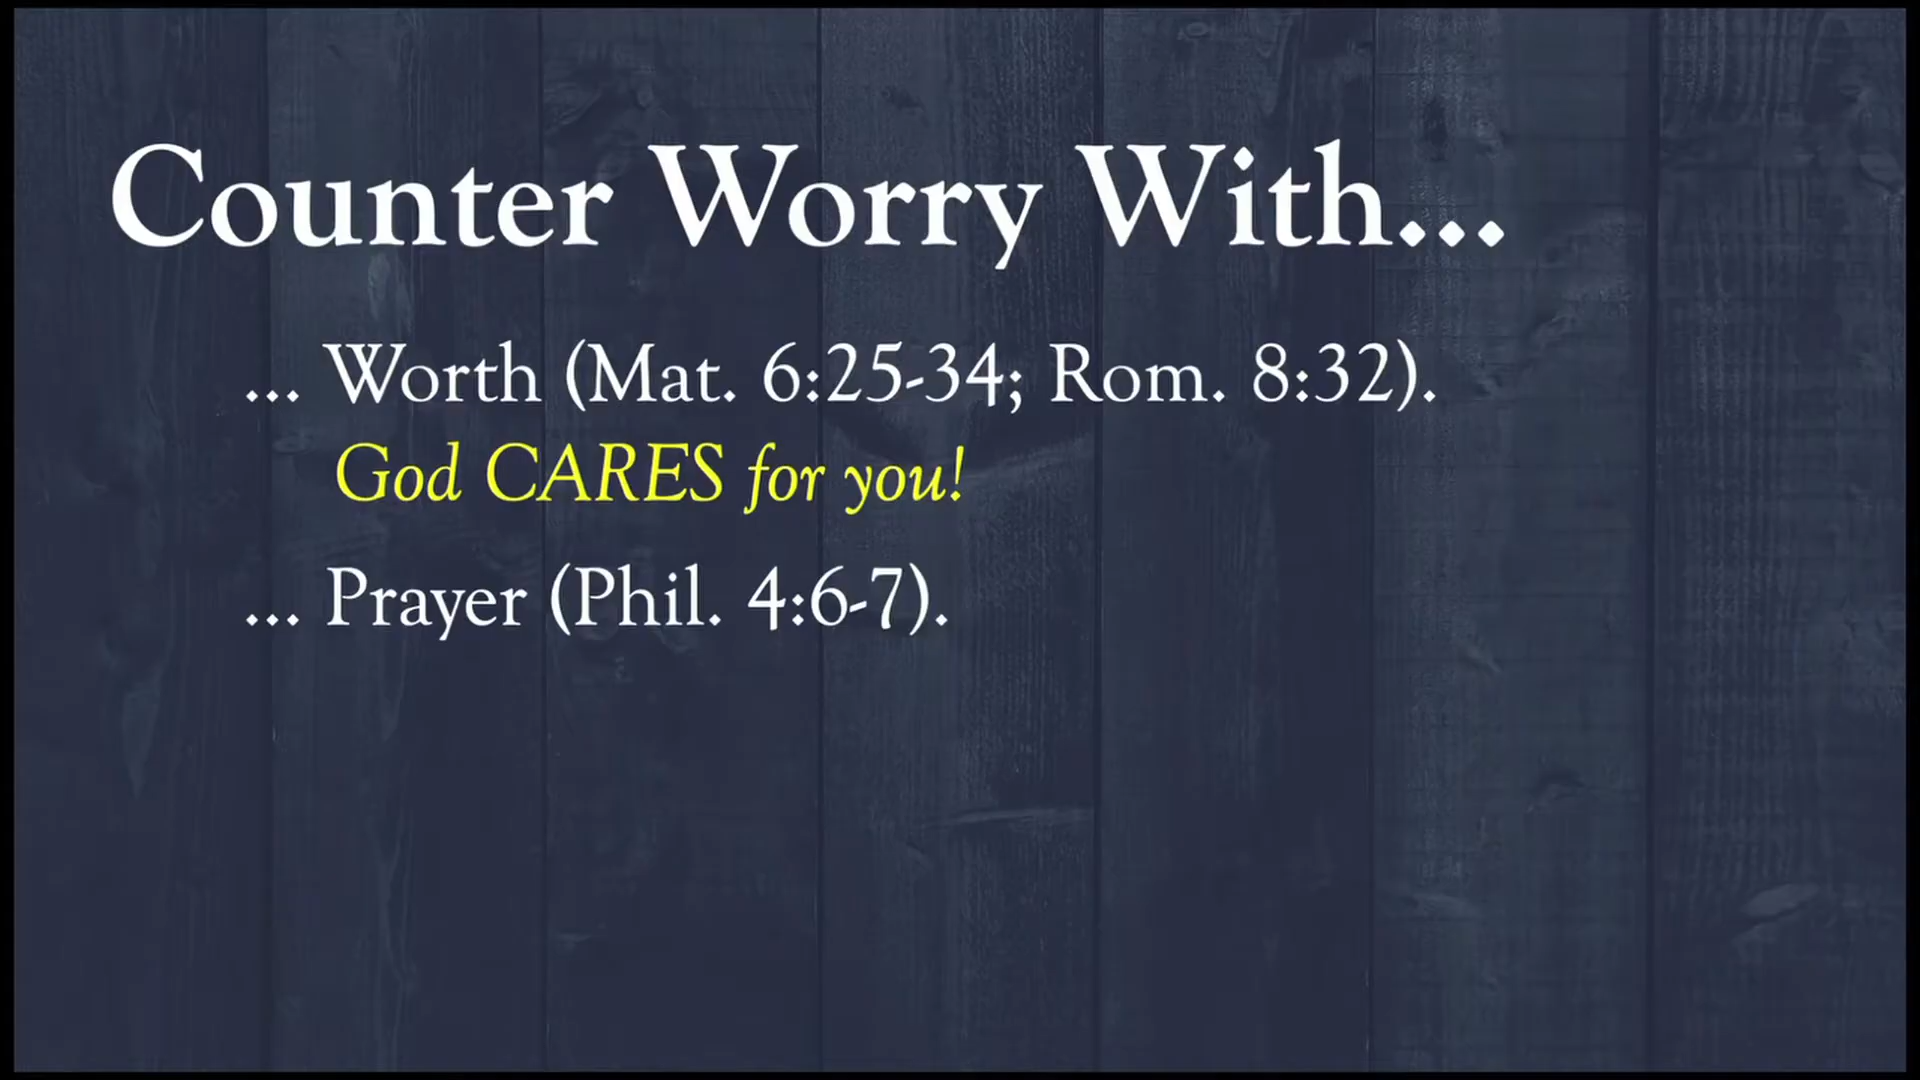 Counter Worry With...
... Worth (Mat. 6:25-34; Rom. 8:32).
God CARES for you!
... Prayer (Phil. 4:6-7).